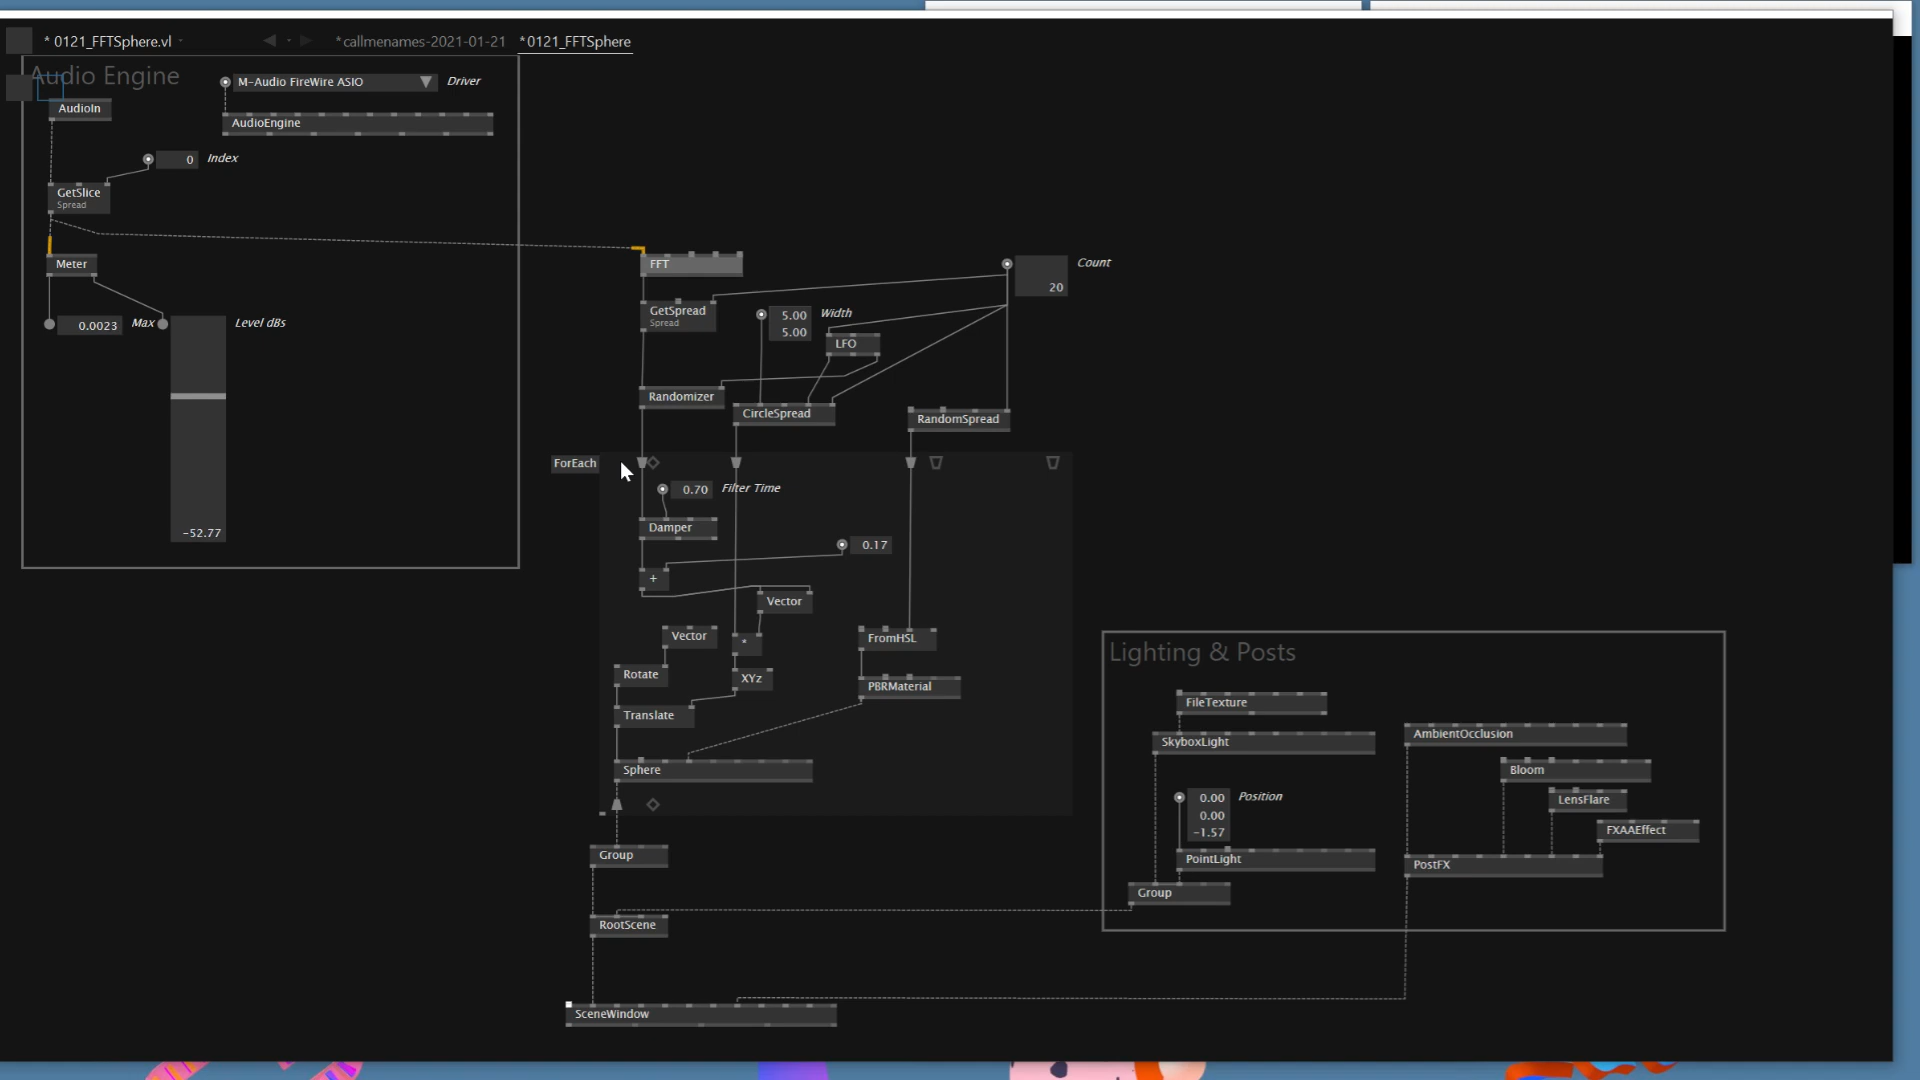 * 0121_FFTSphere.vl
*callmenames-2021-01-21
*0121_FFTSphere
Audio Engine
M-Audio FireWire ASIO
Driver
AudioIn
AudioEngine
0
Index
GetSlice
Spread
Meter
0.0023
Max
Level dBs
-52.77
FFT
Count
20
GetSpread
Spread
5.00
5.00
Width
LFO
Randomizer
CircleSpread
RandomSpread
ForEach
0.70
Filter Time
Damper
0.17
+
Vector
Vector
*
FromHSL
Rotate
XYz
PBRMaterial
Translate
Sphere
Group
RootScene
SceneWindow
Lighting & Posts
FileTexture
SkyboxLight
AmbientOcclusion
Bloom
LensFlare
FXAAEffect
0.00
0.00
-1.57
Position
PointLight
PostFX
Group